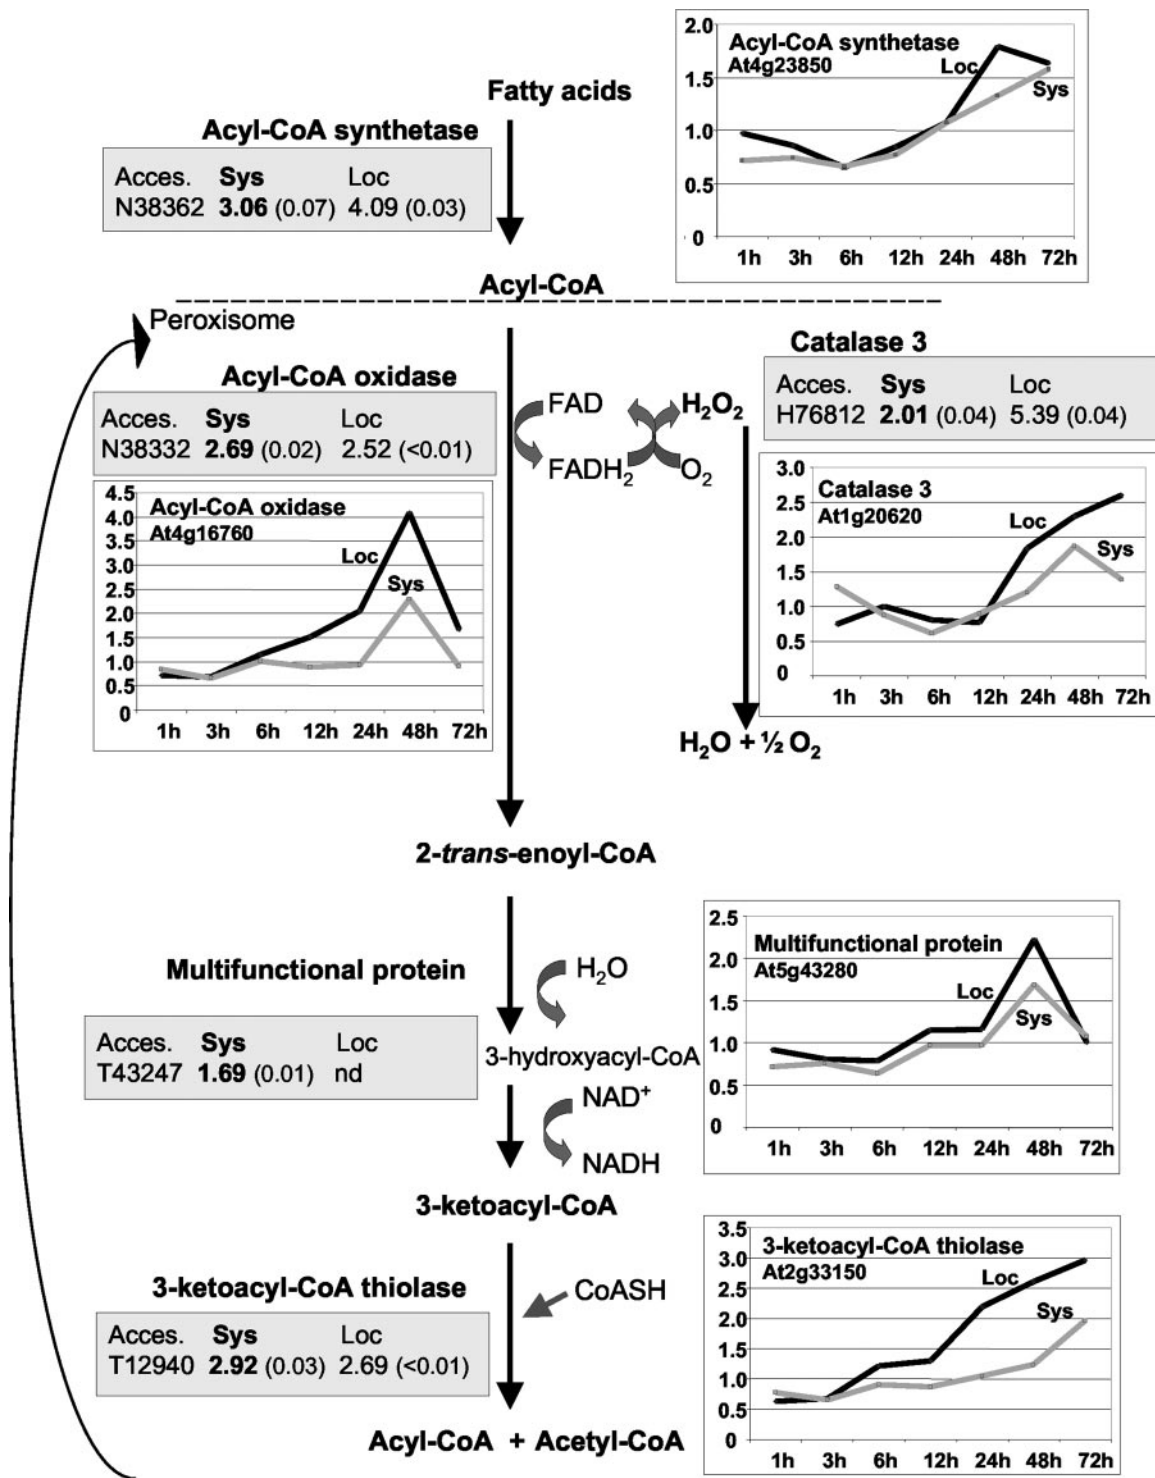 Fatty acids
Acyl-CoA synthetase
Acces. Sys Loc
N38362 3.06 (0.07) 4.09 (0.03)
2.0
1.5
1.0
0.5
0
Acyl-CoA synthetase
At4g23850
Loc
Sys
1h 3h 6h 12h 24h 48h 72h
Acyl-CoA
Peroxisome
Acyl-CoA oxidase
Acces. Sys Loc
N38332 2.69 (0.02) 2.52 (<0.01)
4.5
4.0
3.5
3.0
2.5
2.0
1.5
1.0
0.5
0
Acyl-CoA oxidase
At4g16760
Loc
Sys
1h 3h 6h 12h 24h 48h 72h
FAD
FADH₂
H₂O₂
O₂
Catalase 3
Acces. Sys Loc
H76812 2.01 (0.04) 5.39 (0.04)
3.0
2.5
2.0
1.5
1.0
0.5
0
Catalase 3
At1g20620
Loc
Sys
1h 3h 6h 12h 24h 48h 72h
H₂O + ½ O₂
2-trans-enoyl-CoA
Multifunctional protein
Acces. Sys Loc
T43247 1.69 (0.01) nd
H₂O
3-hydroxyacyl-CoA
NAD⁺
NADH
2.5
2.0
1.5
1.0
0.5
0
Multifunctional protein
At5g43280
Loc
Sys
1h 3h 6h 12h 24h 48h 72h
3-ketoacyl-CoA
3-ketoacyl-CoA thiolase
Acces. Sys Loc
T12940 2.92 (0.03) 2.69 (<0.01)
CoASH
3.5
3.0
2.5
2.0
1.5
1.0
0.5
0
3-ketoacyl-CoA thiolase
At2g33150
Loc
Sys
1h 3h 6h 12h 24h 48h 72h
Acyl-CoA + Acetyl-CoA